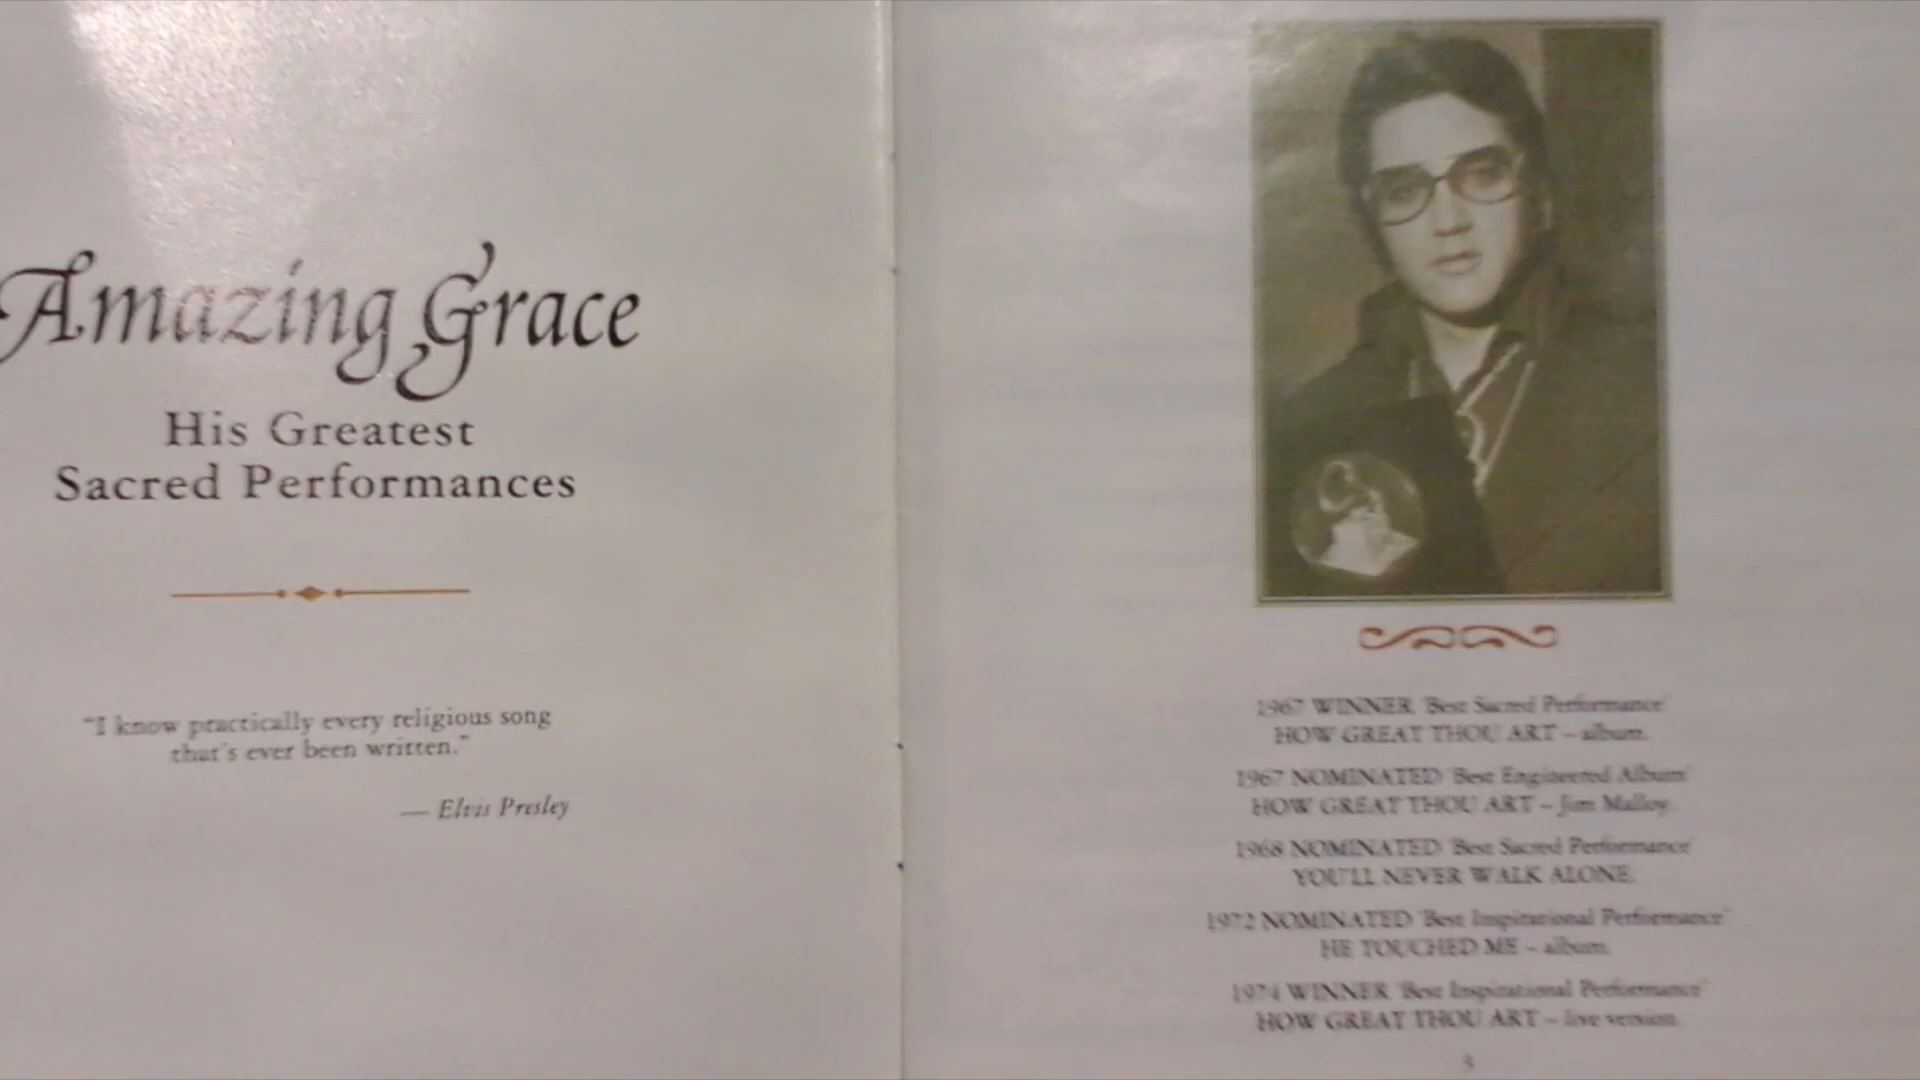 Amazing Grace
His Greatest
Sacred Performances
"I know practically every religious song
that's ever been written."
— Elvis Presley
1967 WINNER 'Best Sacred Performance'
HOW GREAT THOU ART – album.
1967 NOMINATED 'Best Engineered Album'
HOW GREAT THOU ART – Jim Malloy.
1968 NOMINATED 'Best Sacred Performance'
YOU'LL NEVER WALK ALONE.
1972 NOMINATED 'Best Inspirational Performance'
HE TOUCHED ME – album.
1974 WINNER 'Best Inspirational Performance'
HOW GREAT THOU ART – live version.